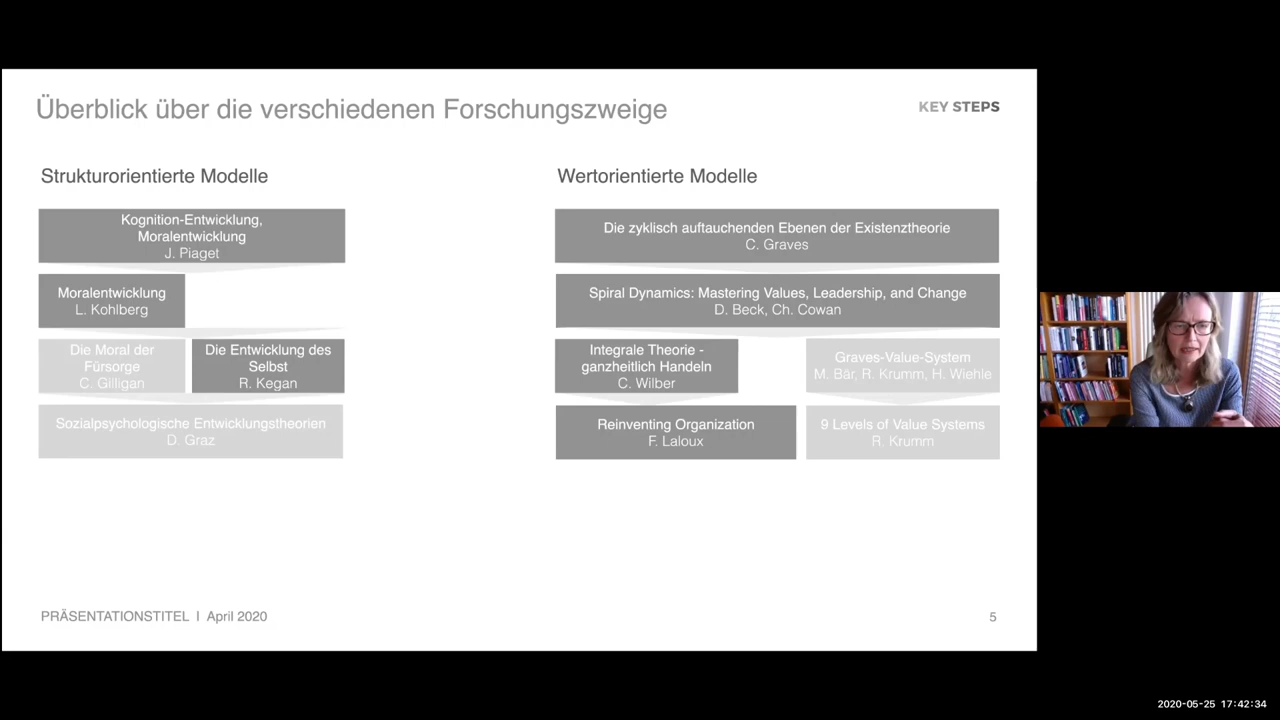 Überblick über die verschiedenen Forschungszweige
KEY STEPS
Strukturorientierte Modelle
Kognition-Entwicklung,
Moralentwicklung
J. Piaget
Moralentwicklung
L. Kohlberg
Die Moral der
Fürsorge
C. Gilligan
Die Entwicklung des
Selbst
R. Kegan
Sozialpsychologische Entwicklungstheorien
D. Graz
Wertorientierte Modelle
Die zyklisch auftauchenden Ebenen der Existenztheorie
C. Graves
Spiral Dynamics: Mastering Values, Leadership, and Change
D. Beck, Ch. Cowan
Integrale Theorie -
ganzheitlich Handeln
C. Wilber
Graves-Value-System
M. Bär, R. Krumm, H. Wiehle
Reinventing Organization
F. Laloux
9 Levels of Value Systems
R. Krumm
PRÄSENTATIONSTITEL I April 2020
5
2020-05-25 17:42:34